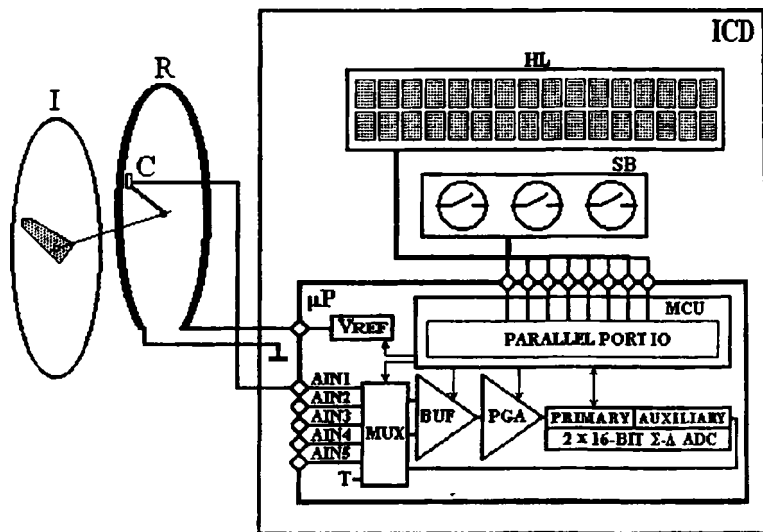 ICD
HL
R
I
SB
C
μP
MCU
VREF
PARALLEL PORT IO
AIN1
AIN2
AIN3
AIN4
AIN5
MUX
BUF
PGA
PRIMARY AUXILIARY
2 × 16-BIT Σ-Δ ADC
T